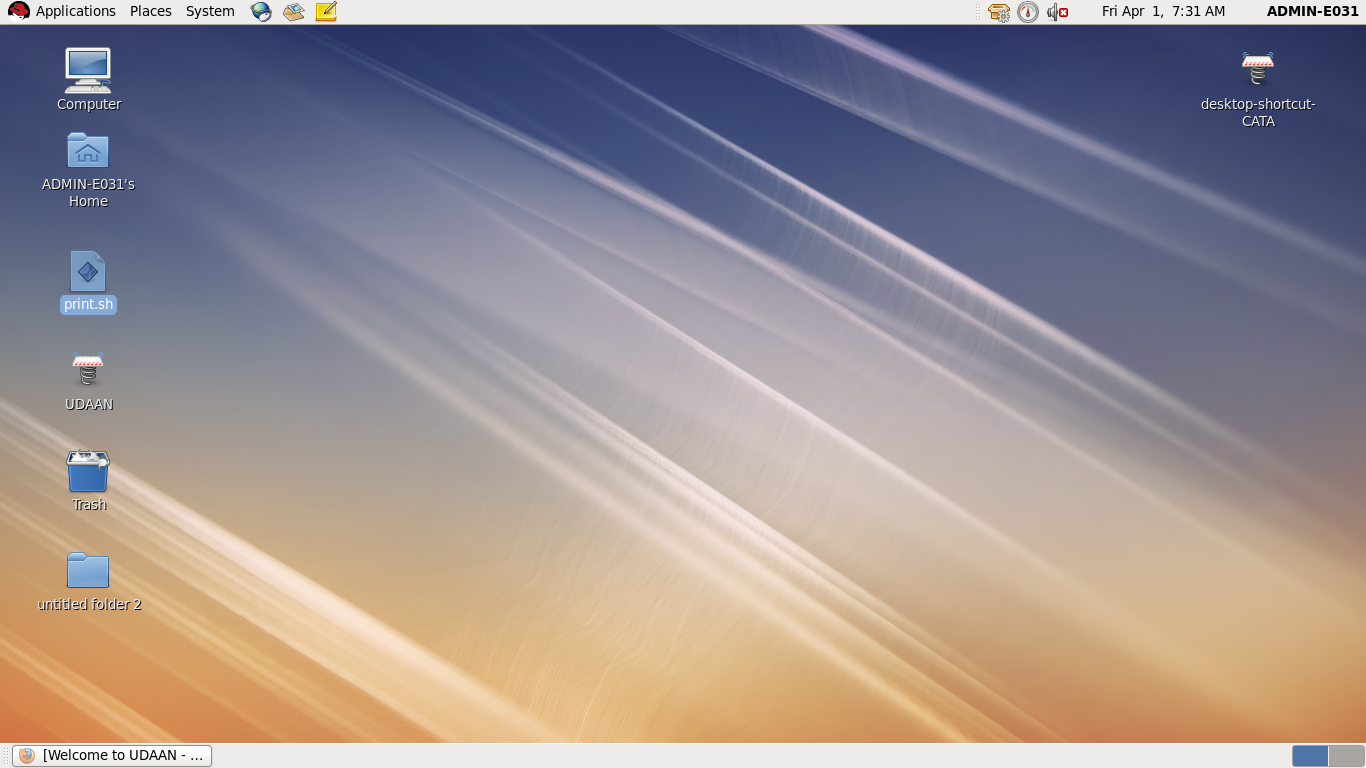 Applications Places System Fri Apr 1, 7:31 AM ADMIN-E031
Computer
desktop-shortcut-
CATA
ADMIN-E031's
Home
print.sh
UDAAN
Trash
untitled folder 2
[Welcome to UDAAN - ...